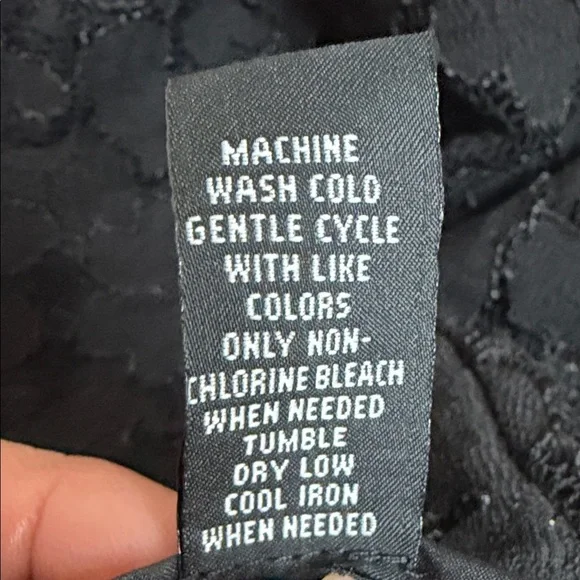 MACHINE
WASH COLD
GENTLE CYCLE
WITH LIKE
COLORS
ONLY NON-
CHLORINE BLEACH
WHEN NEEDED
TUMBLE
DRY LOW
COOL IRON
WHEN NEEDED